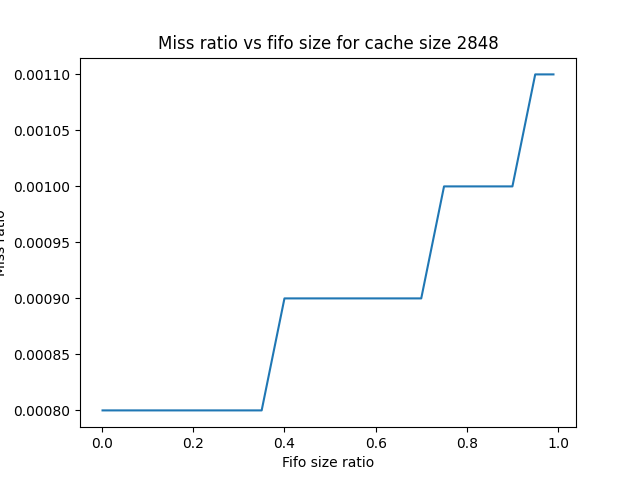 Miss ratio vs fifo size for cache size 2848
0.00110
0.00105
0.00100
0.00095
0.00090
0.00085
0.00080
Miss ratio
0.0 0.2 0.4 0.6 0.8 1.0
Fifo size ratio